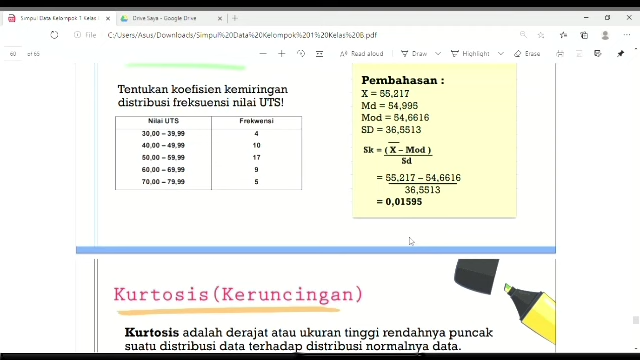 Simpul Data Kelompok 1 Kelas
Drive Saya - Google Drive
File
C:/Users/Asus/Downloads/Simpul%20Data%20Kelompok%201%20Kelas%20B.pdf
60 of 65
Read aloud
Draw
Highlight
Erase
Tentukan koefisien kemiringan
distribusi freksuensi nilai UTS!
Nilai UTS Frekwensi
30,00 – 39,99 4
40,00 – 49,99 10
50,00 – 59,99 17
60,00 – 69,99 9
70,00 – 79,99 5
Pembahasan :
X = 55,217
Md = 54,995
Mod = 54,6616
SD = 36,5513
Sk = ( X – Mod )
Sd
= 55,217 – 54,6616
36,5513
= 0,01595
Kurtosis(Keruncingan)
Kurtosis adalah derajat atau ukuran tinggi rendahnya puncak
suatu distribusi data terhadap distribusi normalnya data.